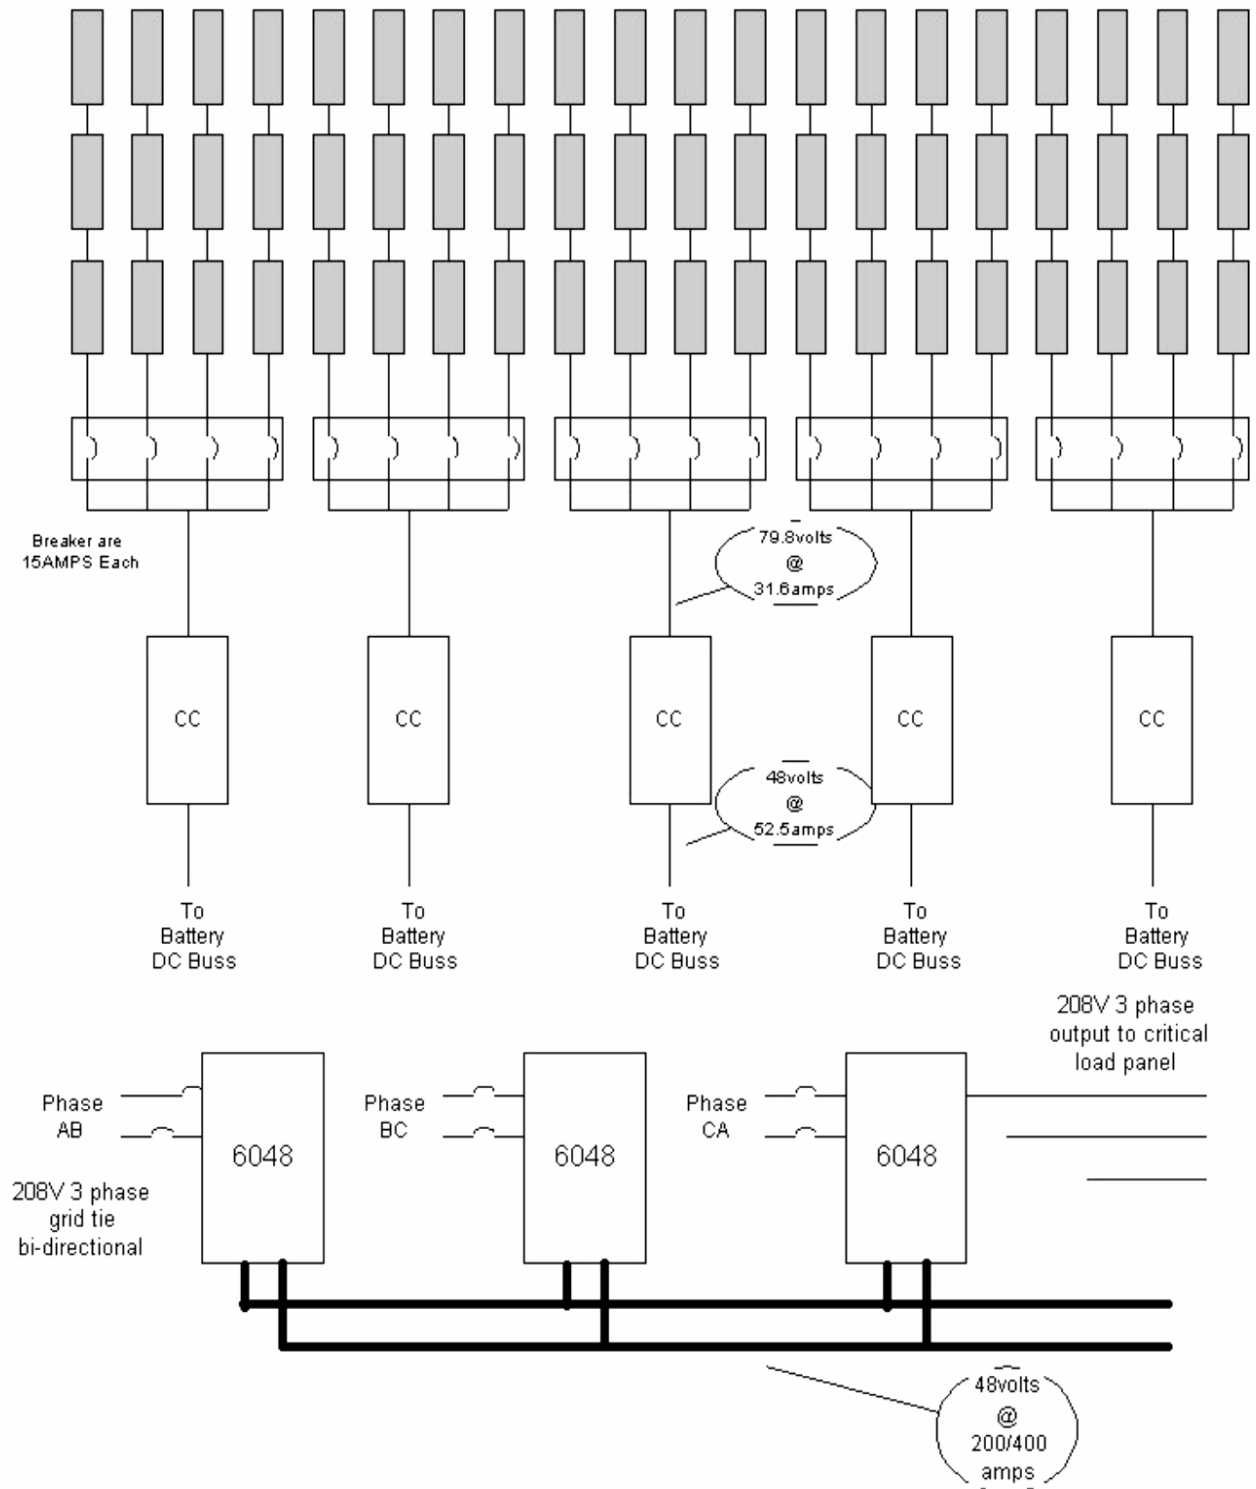 Breaker are
15AMPS Each
79.8volts
@
31.6amps
CC
CC
CC
CC
CC
48volts
@
52.5amps
To
Battery
DC Buss
To
Battery
DC Buss
To
Battery
DC Buss
To
Battery
DC Buss
To
Battery
DC Buss
208V 3 phase
output to critical
load panel
Phase
AB
6048
Phase
BC
6048
Phase
CA
6048
208V 3 phase
grid tie
bi-directional
48volts
@
200/400
amps